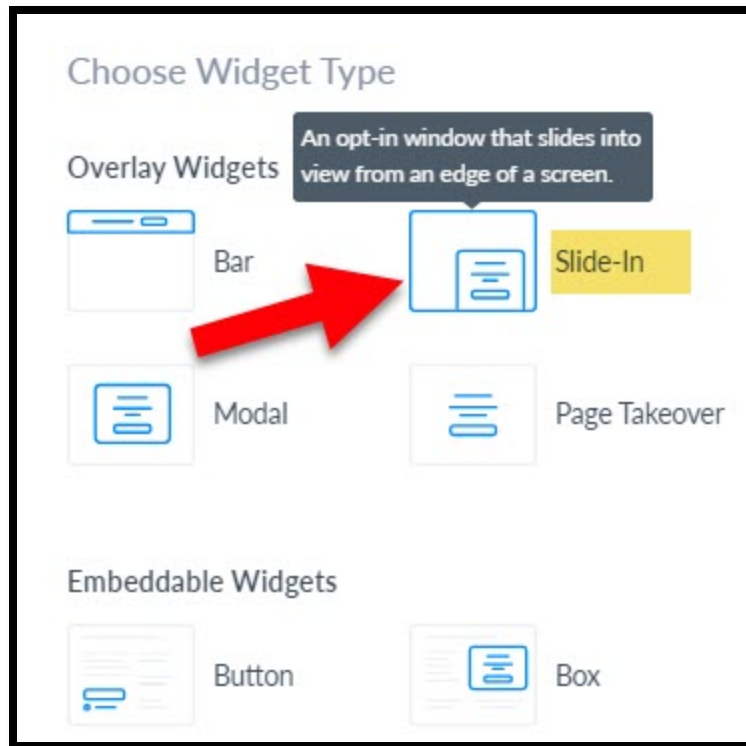 Choose Widget Type
An opt-in window that slides into
view from an edge of a screen.
Overlay Widgets
Bar
Slide-In
Modal
Page Takeover
Embeddable Widgets
Button
Box